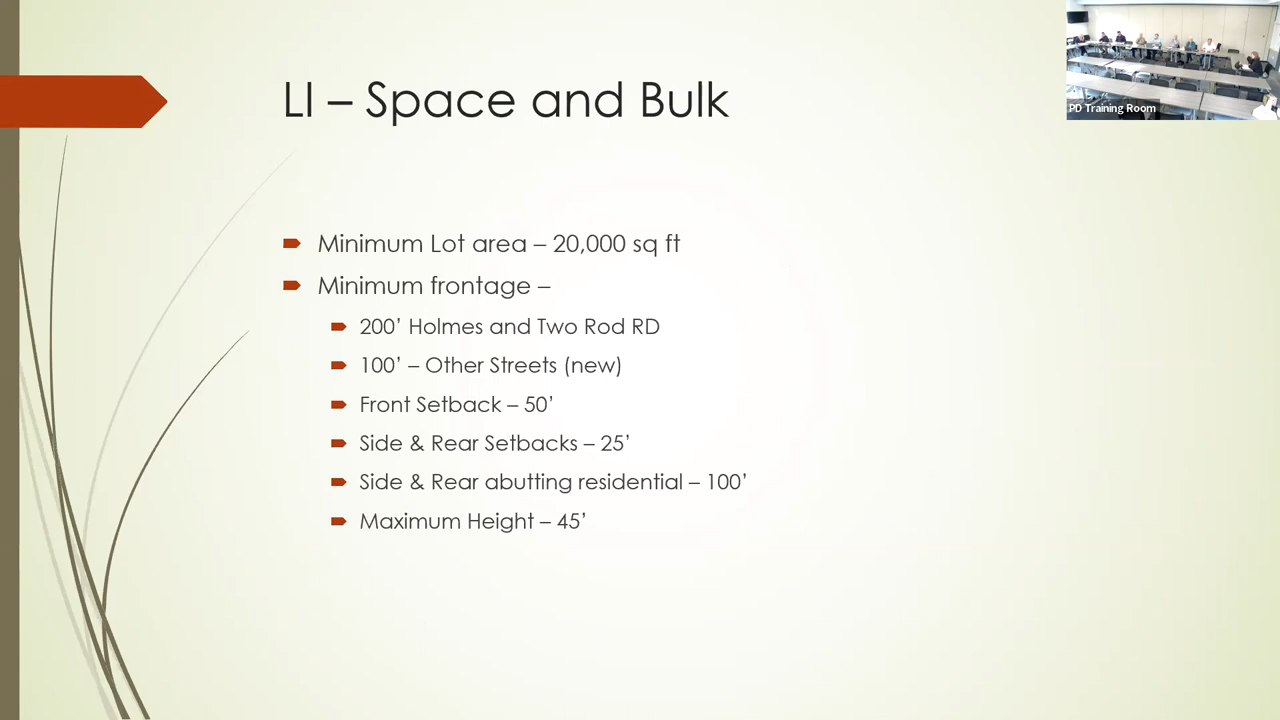 LI – Space and Bulk
PD Training Room
Minimum Lot area – 20,000 sq ft
Minimum frontage –
200’ Holmes and Two Rod RD
100’ – Other Streets (new)
Front Setback – 50’
Side & Rear Setbacks – 25’
Side & Rear abutting residential – 100’
Maximum Height – 45’